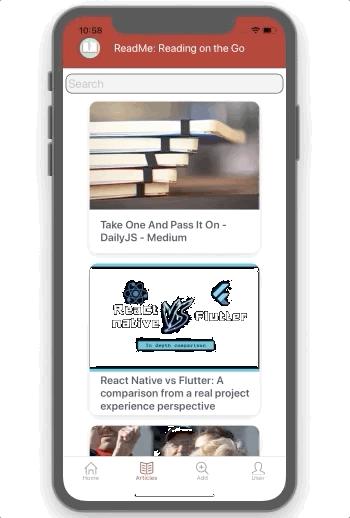 10:58
ReadMe: Reading on the Go
Search
Take One And Pass It On -
DailyJS - Medium
React
native
VS
Flutter
In depth comparison
React Native vs Flutter: A
comparison from a real project
experience perspective
Home
Articles
Add
User